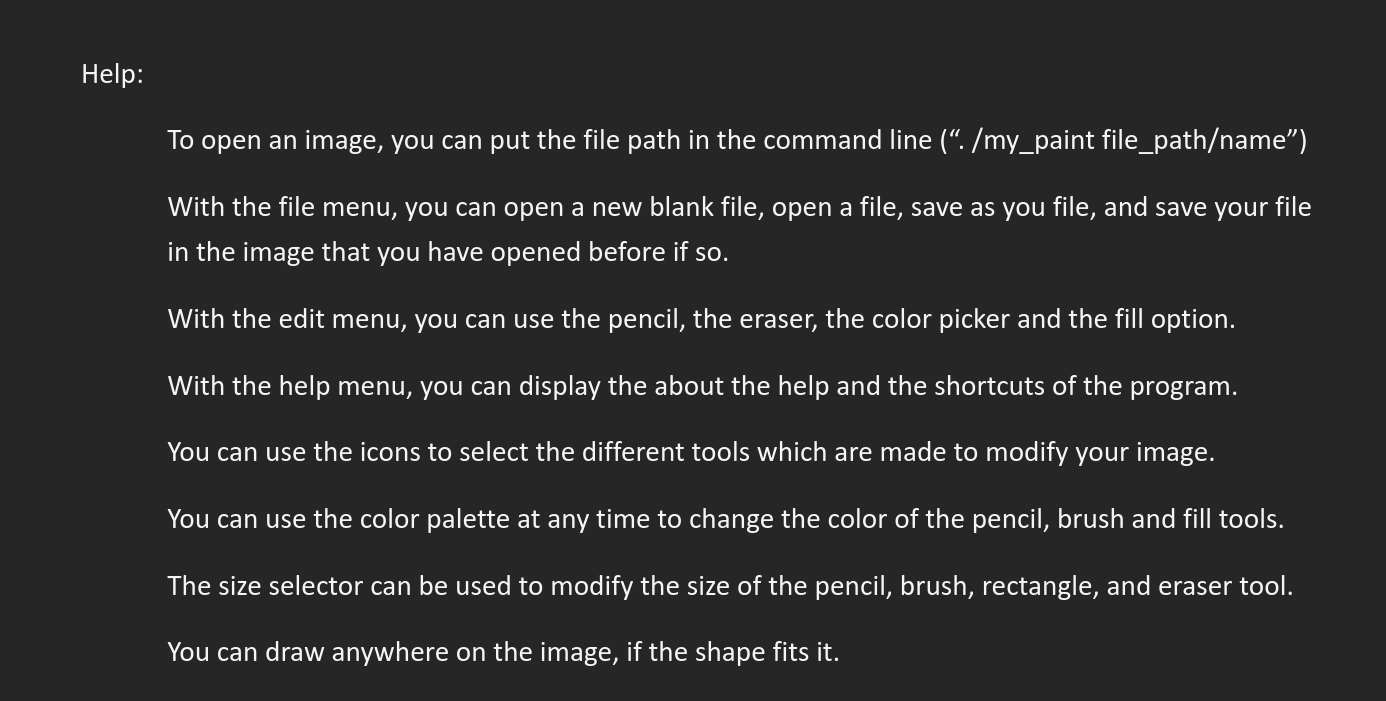 Help:
To open an image, you can put the file path in the command line (“. /my_paint file_path/name”)
With the file menu, you can open a new blank file, open a file, save as you file, and save your file
in the image that you have opened before if so.
With the edit menu, you can use the pencil, the eraser, the color picker and the fill option.
With the help menu, you can display the about the help and the shortcuts of the program.
You can use the icons to select the different tools which are made to modify your image.
You can use the color palette at any time to change the color of the pencil, brush and fill tools.
The size selector can be used to modify the size of the pencil, brush, rectangle, and eraser tool.
You can draw anywhere on the image, if the shape fits it.